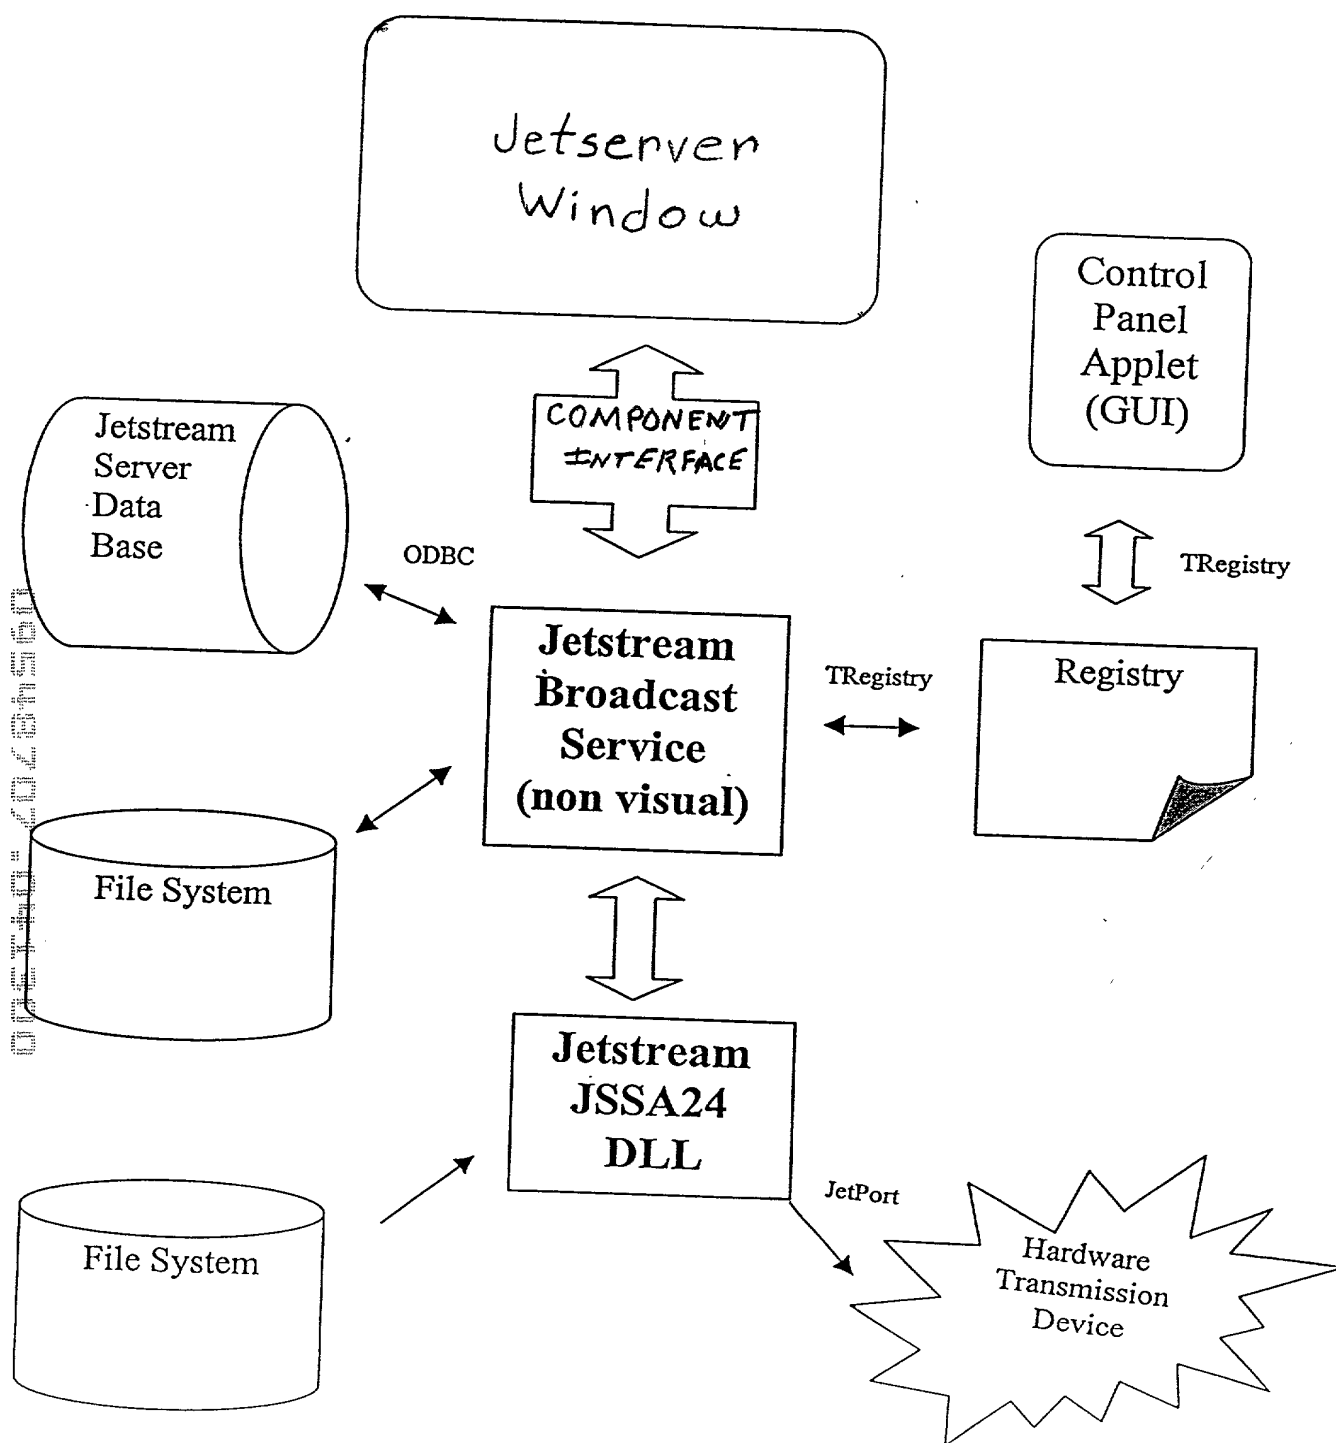 Jetserver
Window
Control
Panel
Applet
(GUI)
COMPONENT
INTERFACE
Jetstream
Server
Data
Base
ODBC
TRegistry
Jetstream
Broadcast
Service
(non visual)
TRegistry
Registry
File System
Jetstream
JSSA24
DLL
JetPort
File System
Hardware
Transmission
Device